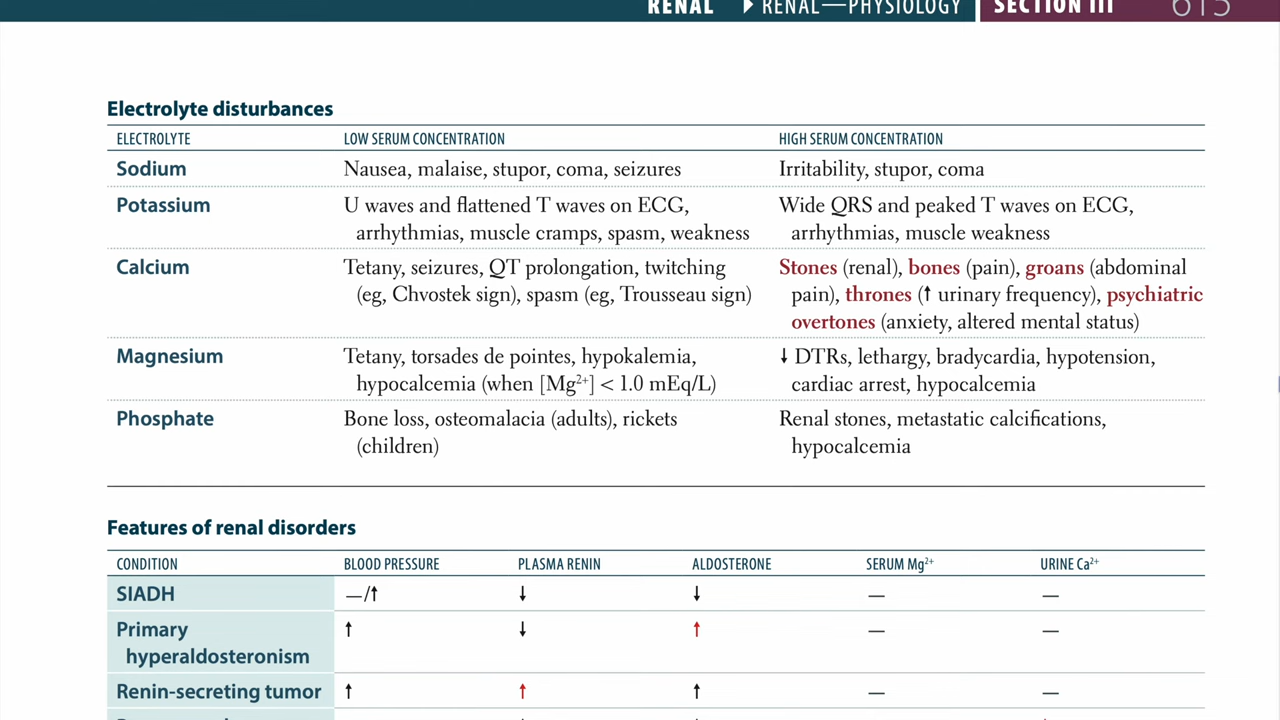 RENAL ▶ RENAL—PHYSIOLOGY SECTION III 615
Electrolyte disturbances
ELECTROLYTE LOW SERUM CONCENTRATION HIGH SERUM CONCENTRATION
Sodium Nausea, malaise, stupor, coma, seizures Irritability, stupor, coma
Potassium U waves and flattened T waves on ECG, Wide QRS and peaked T waves on ECG,
arrhythmias, muscle cramps, spasm, weakness arrhythmias, muscle weakness
Calcium Tetany, seizures, QT prolongation, twitching Stones (renal), bones (pain), groans (abdominal
(eg, Chvostek sign), spasm (eg, Trousseau sign) pain), thrones (↑ urinary frequency), psychiatric
overtones (anxiety, altered mental status)
Magnesium Tetany, torsades de pointes, hypokalemia, ↓ DTRs, lethargy, bradycardia, hypotension,
hypocalcemia (when [Mg²⁺] < 1.0 mEq/L) cardiac arrest, hypocalcemia
Phosphate Bone loss, osteomalacia (adults), rickets Renal stones, metastatic calcifications,
(children) hypocalcemia
Features of renal disorders
CONDITION BLOOD PRESSURE PLASMA RENIN ALDOSTERONE SERUM Mg²⁺ URINE Ca²⁺
SIADH —/↑ ↓ ↓ — —
Primary ↑ ↓ ↑ — —
hyperaldosteronism
Renin-secreting tumor ↑ ↑ ↑ — —